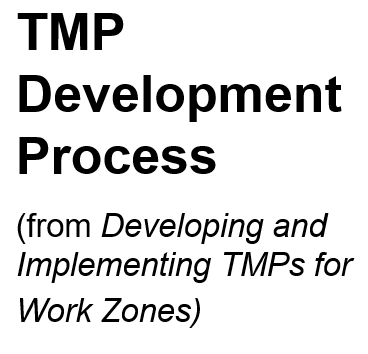 TMP
Development
Process
(from Developing and
Implementing TMPs for
Work Zones)